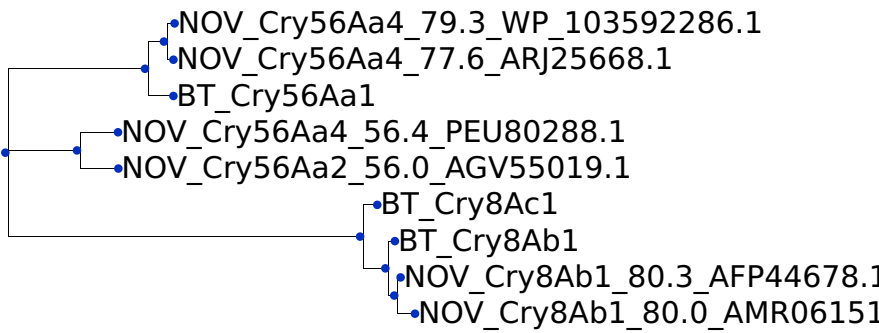 NOV_Cry56Aa4_79.3_WP_103592286.1
NOV_Cry56Aa4_77.6_ARJ25668.1
BT_Cry56Aa1
NOV_Cry56Aa4_56.4_PEU80288.1
NOV_Cry56Aa2_56.0_AGV55019.1
BT_Cry8Ac1
BT_Cry8Ab1
NOV_Cry8Ab1_80.3_AFP44678.1
NOV_Cry8Ab1_80.0_AMR06151